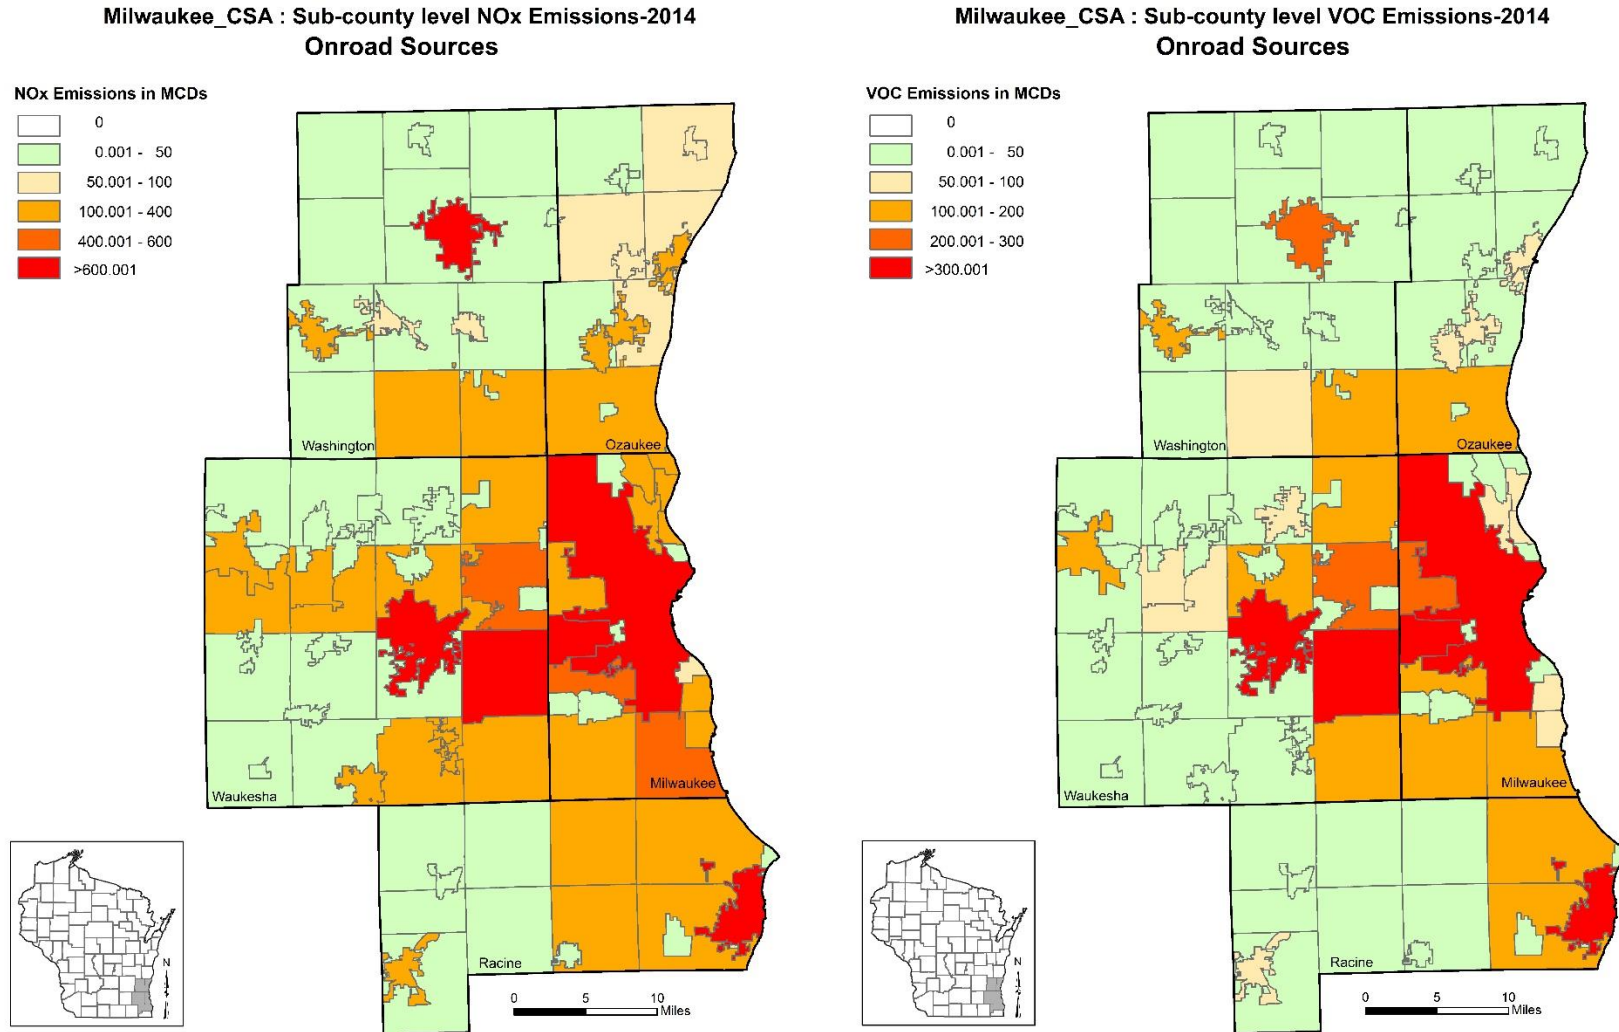 Milwaukee_CSA : Sub-county level NOx Emissions-2014
Onroad Sources
NOx Emissions in MCDs
0
0.001 - 50
50.001 - 100
100.001 - 400
400.001 - 600
>600.001
Washington
Ozaukee
Waukesha
Milwaukee
Racine
N
0 5 10
Miles
Milwaukee_CSA : Sub-county level VOC Emissions-2014
Onroad Sources
VOC Emissions in MCDs
0
0.001 - 50
50.001 - 100
100.001 - 200
200.001 - 300
>300.001
Washington
Ozaukee
Waukesha
Milwaukee
Racine
N
0 5 10
Miles